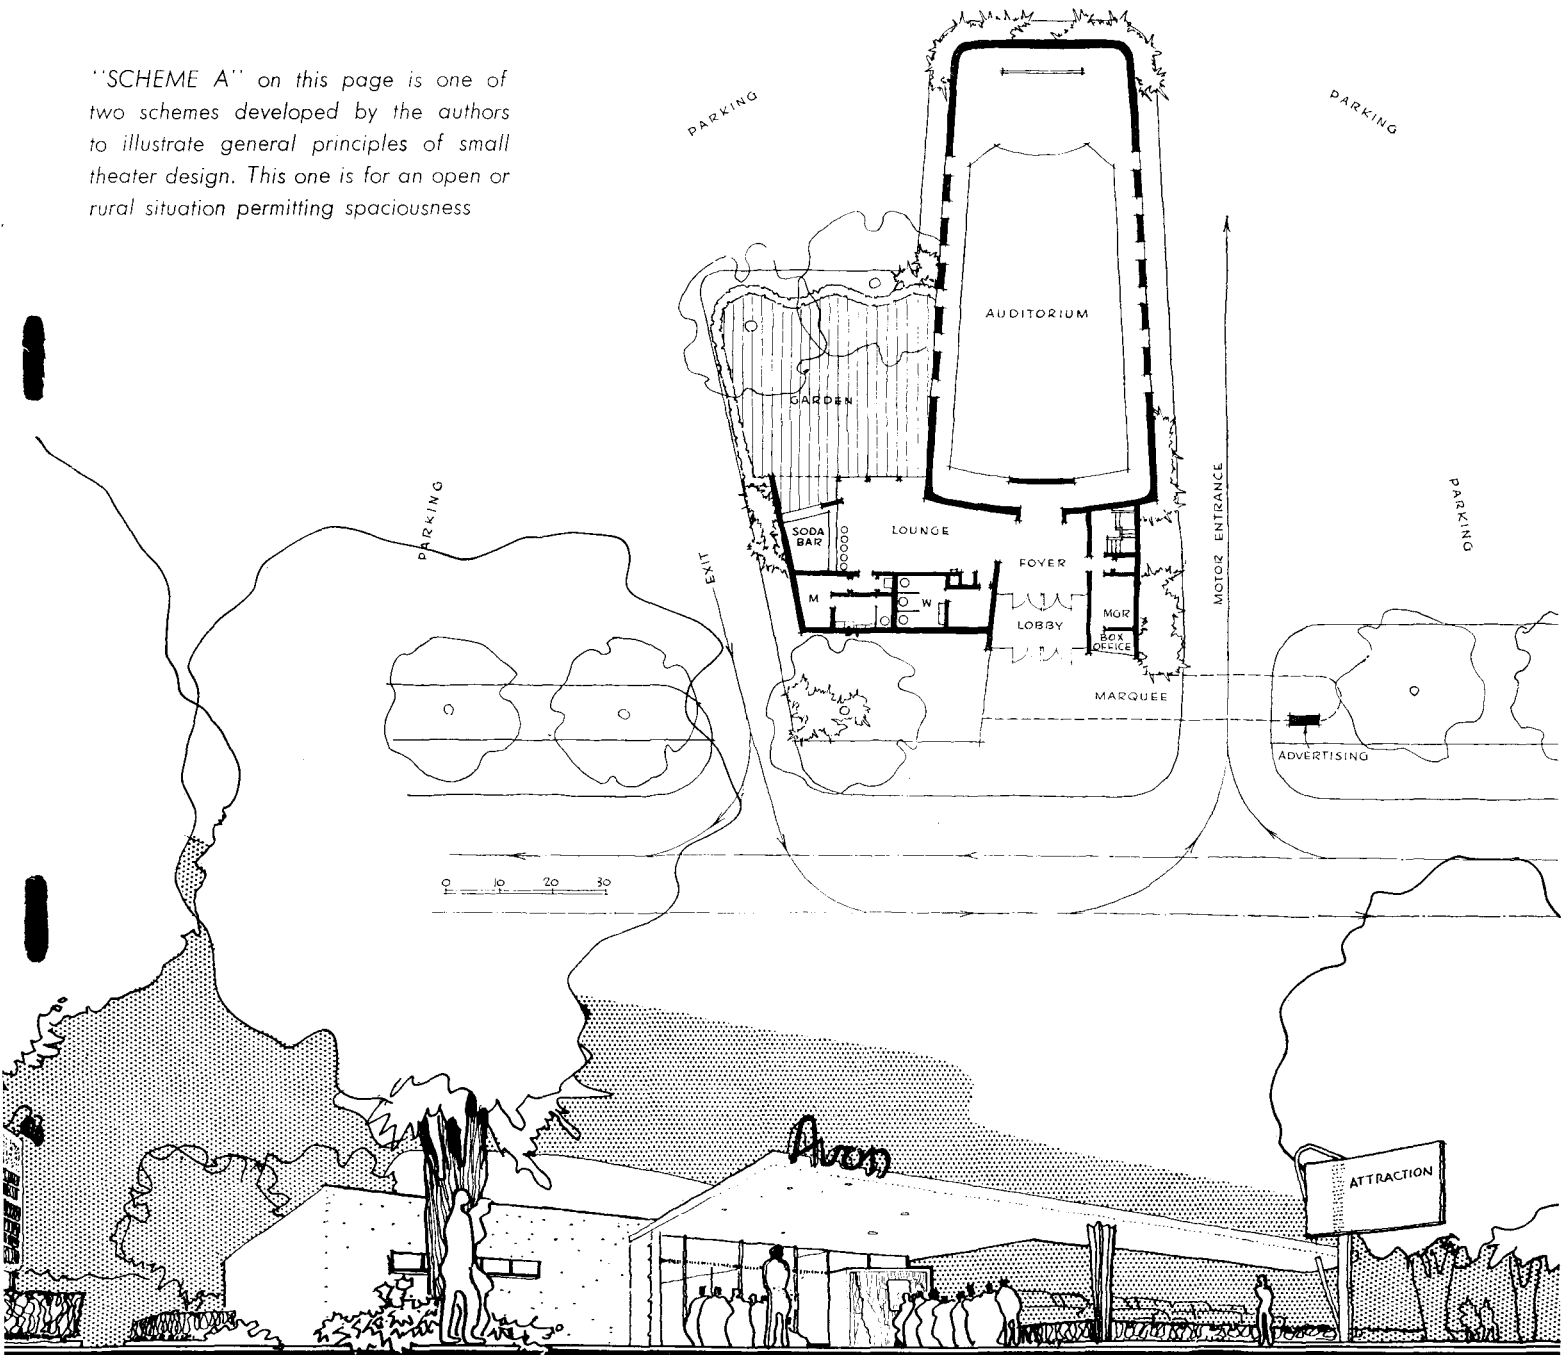 ''SCHEME A'' on this page is one of
two schemes developed by the authors
to illustrate general principles of small
theater design. This one is for an open or
rural situation permitting spaciousness
PARKING
PARKING
AUDITORIUM
GARDEN
PARKING
PARKING
MOTOR ENTRANCE
EXIT
SODA
BAR
LOUNGE
FOYER
M
W
MGR
LOBBY
BOX
OFFICE
MARQUEE
ADVERTISING
0 10 20 30
Avon
ATTRACTION